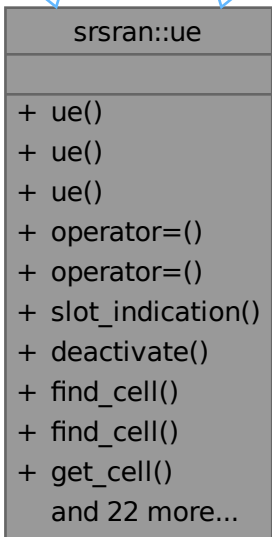 srsran::ue
+ ue()
+ ue()
+ ue()
+ operator=()
+ operator=()
+ slot_indication()
+ deactivate()
+ find_cell()
+ find_cell()
+ get_cell()
and 22 more...